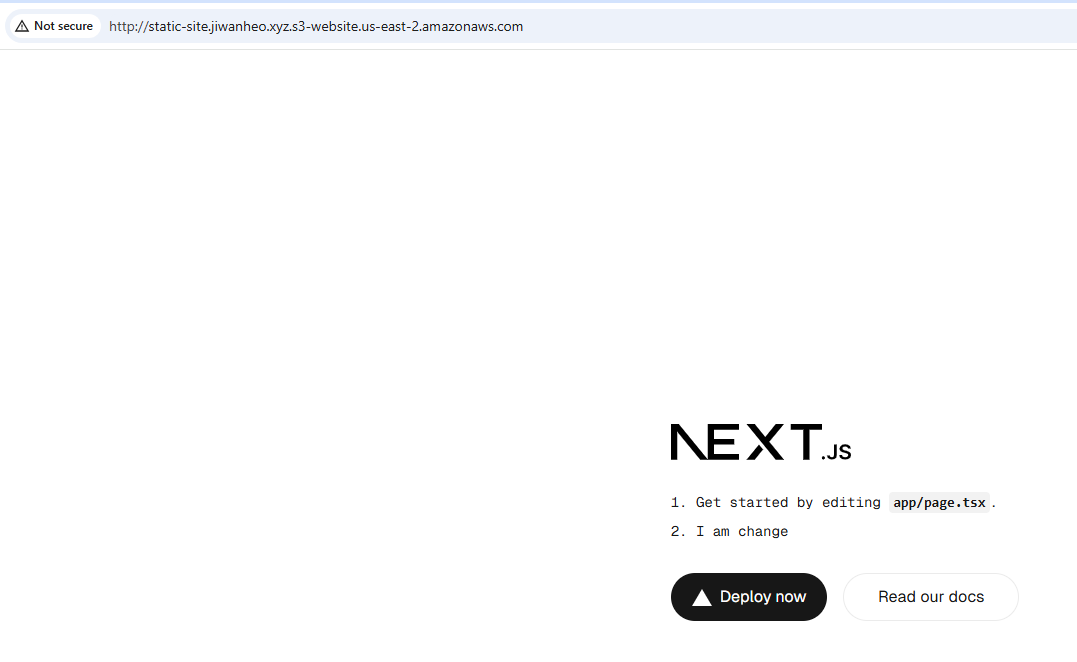 Not secure http://static-site.jiwanheo.xyz.s3-website.us-east-2.amazonaws.com
NEXT.JS
1. Get started by editing app/page.tsx.
2. I am change
Deploy now Read our docs